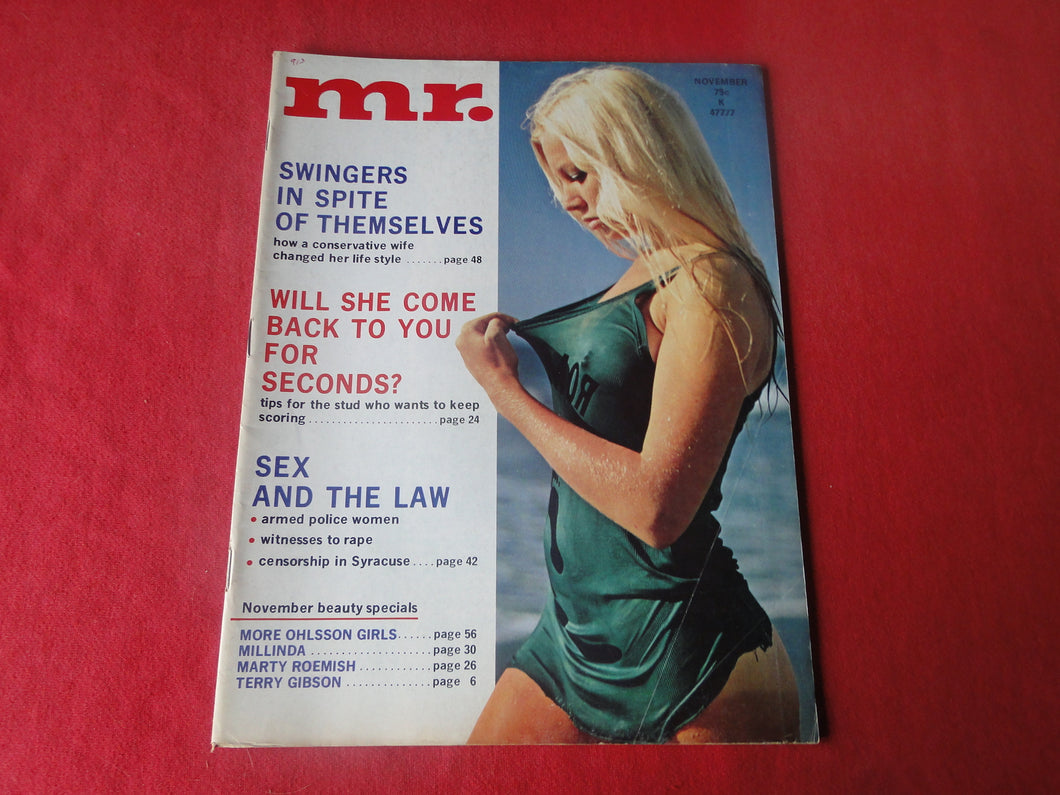 mr.
NOVEMBER
75c
K
47777
SWINGERS
IN SPITE
OF THEMSELVES
how a conservative wife
changed her life style .......page 48
WILL SHE COME
BACK TO YOU
FOR
SECONDS?
tips for the stud who wants to keep
scoring......................page 24
SEX
AND THE LAW
• armed police women
• witnesses to rape
• censorship in Syracuse....page 42
November beauty specials
MORE OHLSSON GIRLS......page 56
MILLINDA ....................page 30
MARTY ROEMISH ............page 26
TERRY GIBSON ..............page 6